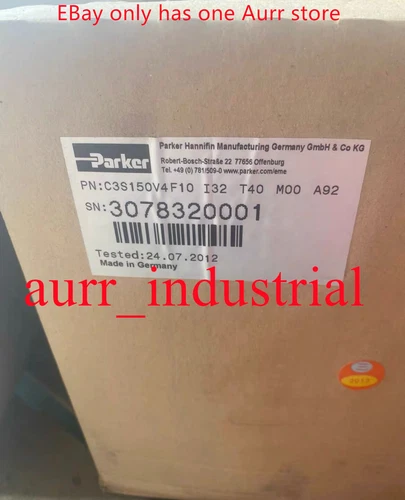 EBay only has one Aurr store
Parker
Parker Hannifin Manufacturing Germany GmbH & Co KG
Robert-Bosch-Straße 22 77656 Offenburg
Tel. +49 (0) 781/509-0 www.parker.com/eme
PN:C3S150V4F10 I32 T40 M00 A92
SN:3078320001
Tested:24.07.2012
Made in Germany
aurr_industrial
2013